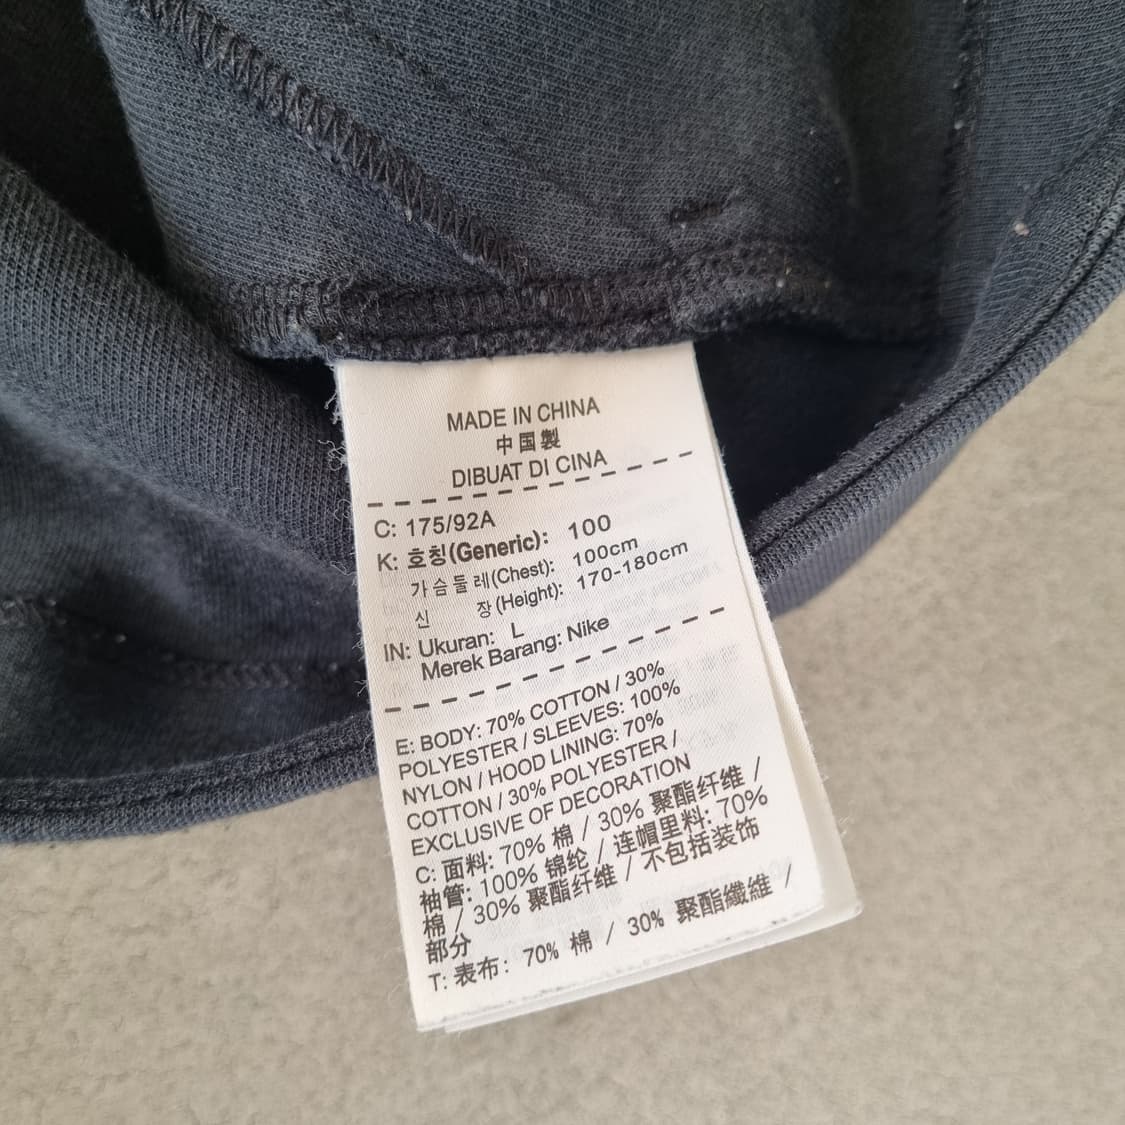 MADE IN CHINA
中国製
DIBUAT DI CINA
C: 175/92A
K: 호칭(Generic): 100
가슴둘레(Chest): 100cm
신 장(Height): 170-180cm
IN: Ukuran: L
Merek Barang: Nike
E: BODY: 70% COTTON / 30%
POLYESTER / SLEEVES: 100%
NYLON / HOOD LINING: 70%
COTTON / 30% POLYESTER /
EXCLUSIVE OF DECORATION
C: 面料: 70% 棉 / 30% 聚酯纤维 /
袖管: 100% 锦纶 / 连帽里料: 70%
棉 / 30% 聚酯纤维 / 不包括装饰
部分
T: 表布: 70% 棉 / 30% 聚酯纖維 /